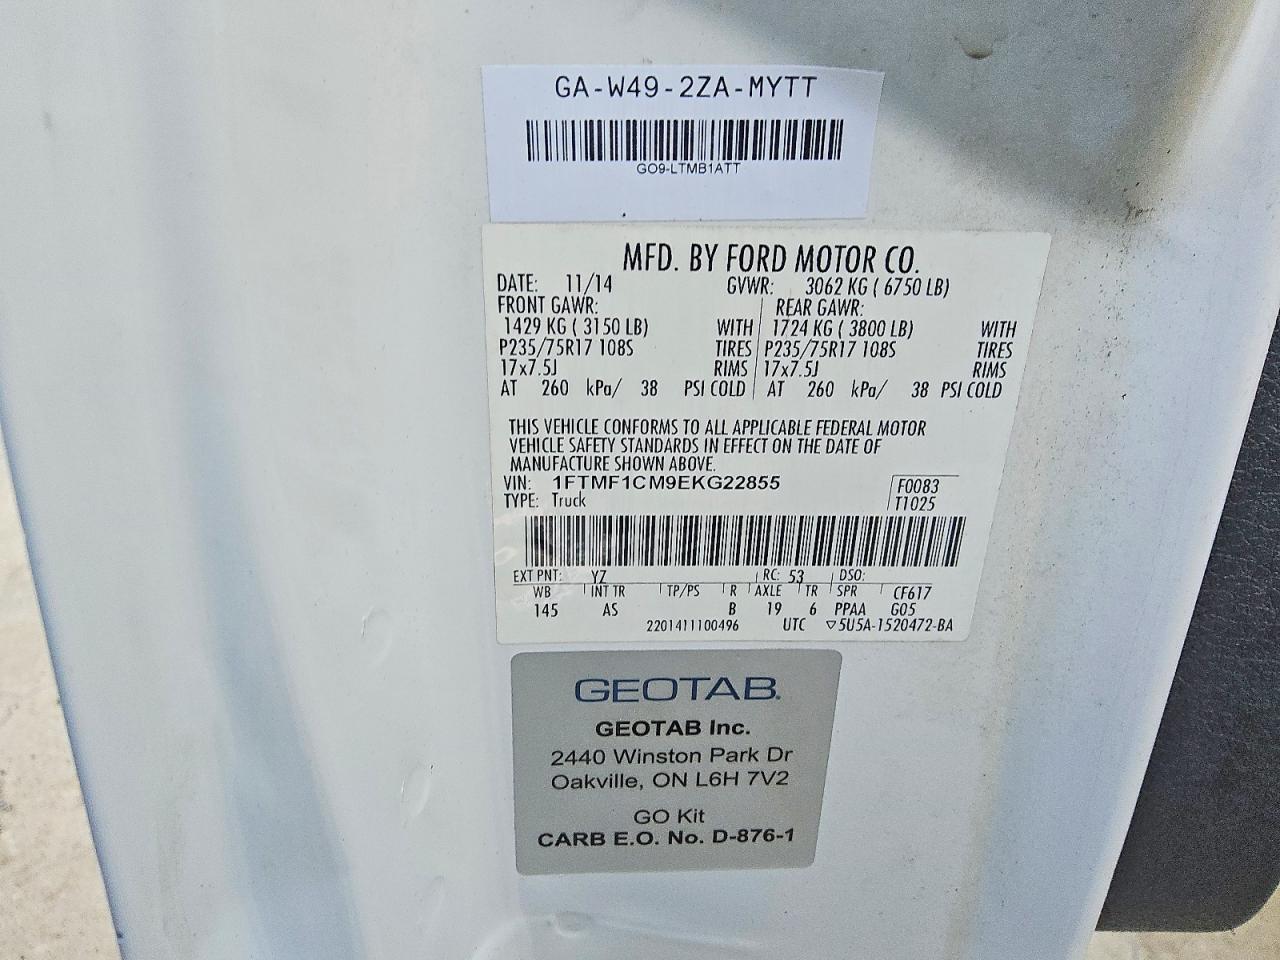 GA-W49-2ZA-MYTT
GO9-LTMB1ATT
MFD. BY FORD MOTOR CO.
DATE: 11/14 GVWR: 3062 KG ( 6750 LB)
FRONT GAWR: REAR GAWR:
1429 KG ( 3150 LB) WITH 1724 KG ( 3800 LB) WITH
P235/75R17 108S TIRES P235/75R17 108S TIRES
17x7.5J RIMS 17x7.5J RIMS
AT 260 kPa/ 38 PSI COLD AT 260 kPa/ 38 PSI COLD
THIS VEHICLE CONFORMS TO ALL APPLICABLE FEDERAL MOTOR
VEHICLE SAFETY STANDARDS IN EFFECT ON THE DATE OF
MANUFACTURE SHOWN ABOVE.
VIN: 1FTMF1CM9EKG22855 F0083
TYPE: Truck T1025
EXT PNT: YZ RC: 53 DSO:
WB INT TR TP/PS R AXLE TR SPR CF617
145 AS B 19 6 PPAA G05
2201411100496 UTC ▽5U5A-1520472-BA
GEOTAB®
GEOTAB Inc.
2440 Winston Park Dr
Oakville, ON L6H 7V2
GO Kit
CARB E.O. No. D-876-1